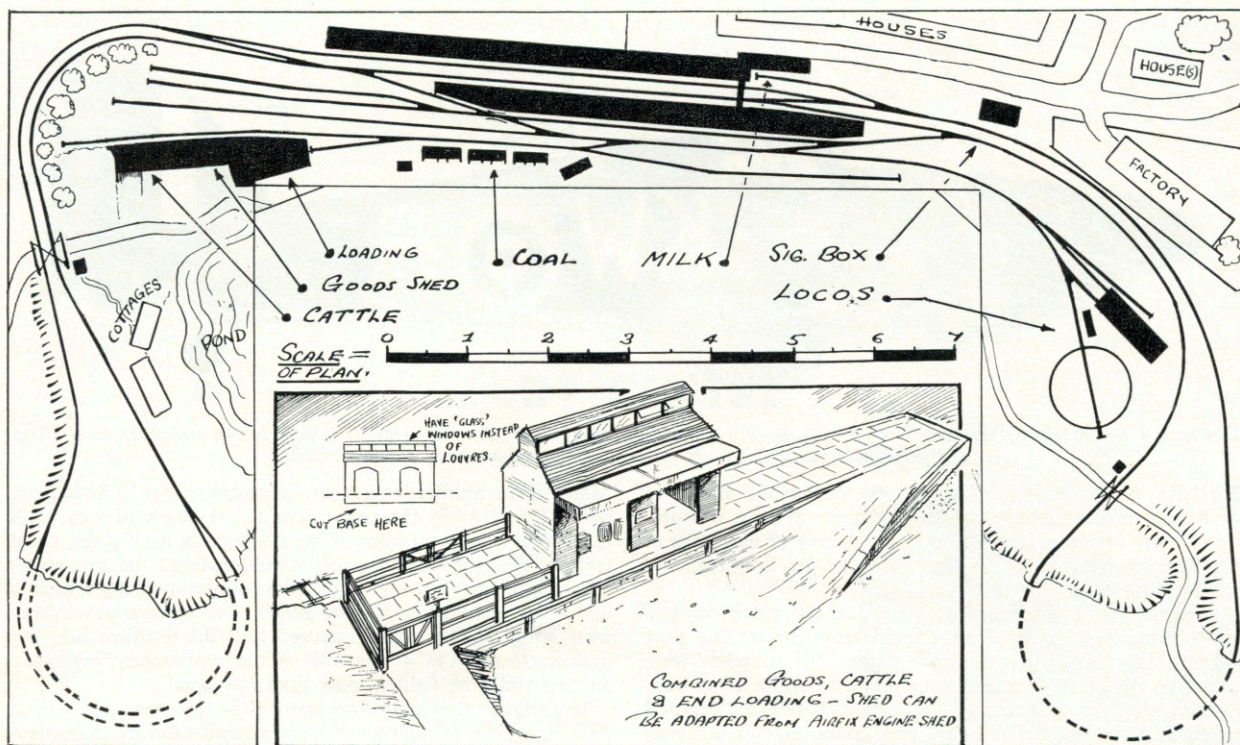 HOUSES
HOUSE(S)
FACTORY
LOADING
GOODS SHED
CATTLE
COAL
MILK
SIG. BOX
LOCO.S
COTTAGES
POND
SCALE =
OF PLAN.
0 1 2 3 4 5 6 7
HAVE 'GLASS'
WINDOWS INSTEAD
OF
LOUVRES.
CUT BASE HERE
COMBINED GOODS, CATTLE
& END LOADING - SHED CAN
BE ADAPTED FROM AIRFIX ENGINE SHED